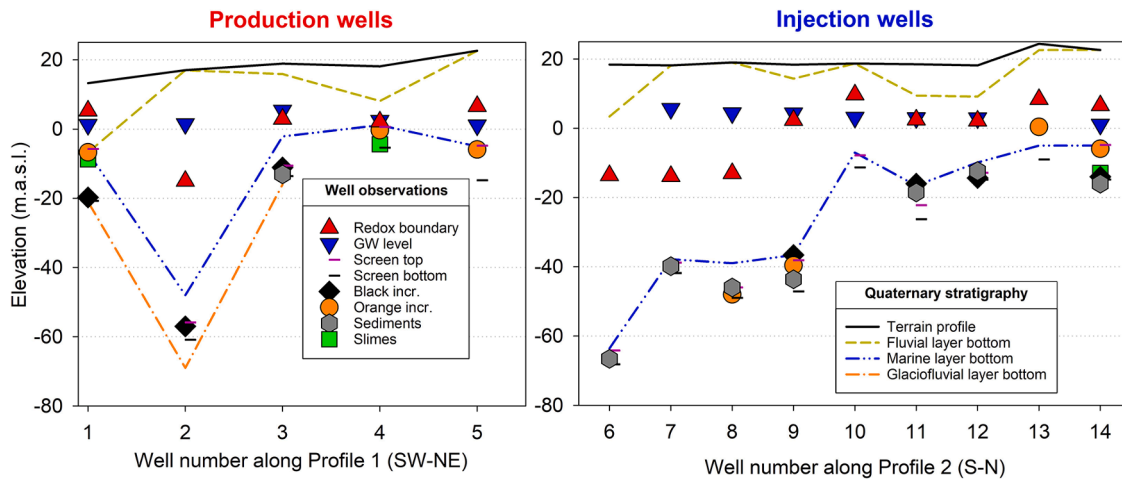 Production wells
Injection wells
Elevation (m.a.s.l.)
20
0
-20
-40
-60
-80
1 2 3 4 5
Well number along Profile 1 (SW-NE)
Well observations
Redox boundary
GW level
Screen top
Screen bottom
Black incr.
Orange incr.
Sediments
Slimes
20
0
-20
-40
-60
-80
6 7 8 9 10 11 12 13 14
Well number along Profile 2 (S-N)
Quaternary stratigraphy
Terrain profile
Fluvial layer bottom
Marine layer bottom
Glaciofluvial layer bottom